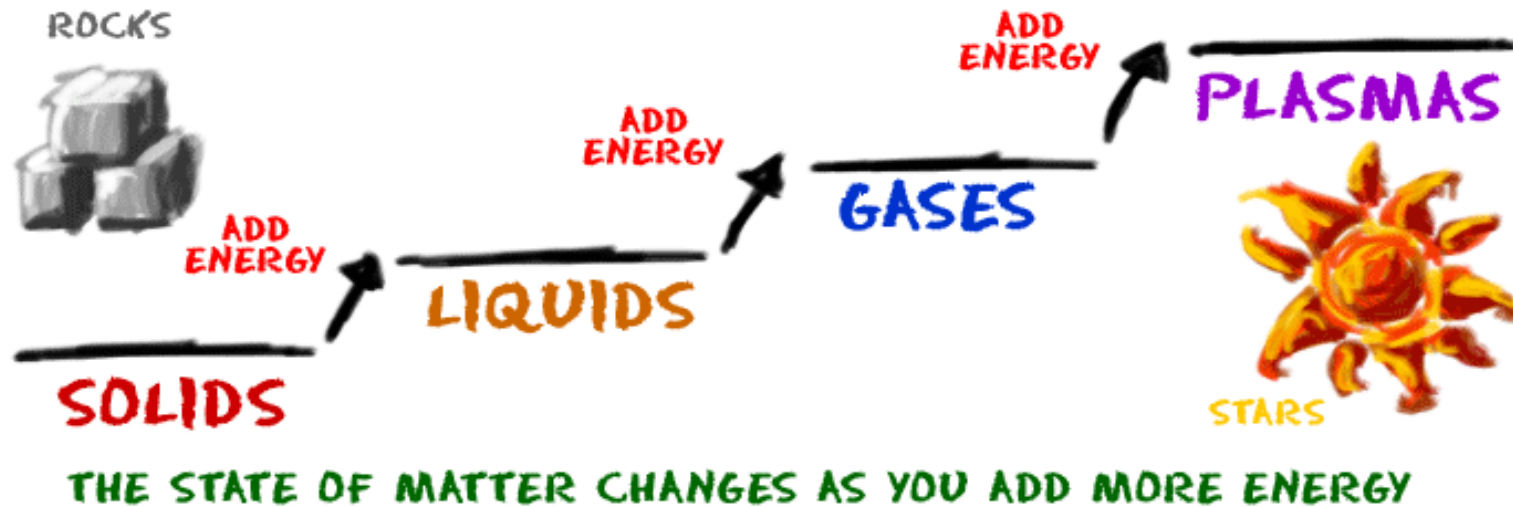 ROCKS
ADD
ENERGY
SOLIDS
LIQUIDS
ADD
ENERGY
GASES
ADD
ENERGY
PLASMAS
STARS
THE STATE OF MATTER CHANGES AS YOU ADD MORE ENERGY